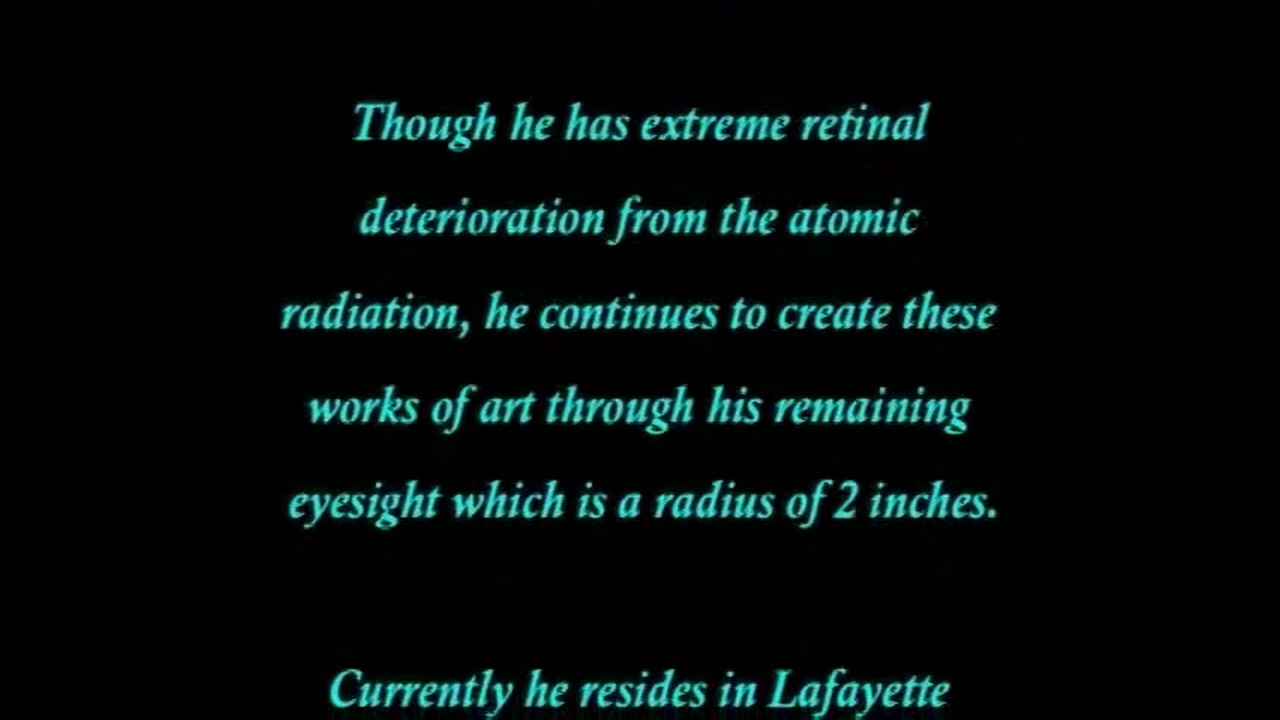 Though he has extreme retinal
deterioration from the atomic
radiation, he continues to create these
works of art through his remaining
eyesight which is a radius of 2 inches.
Currently he resides in Lafayette